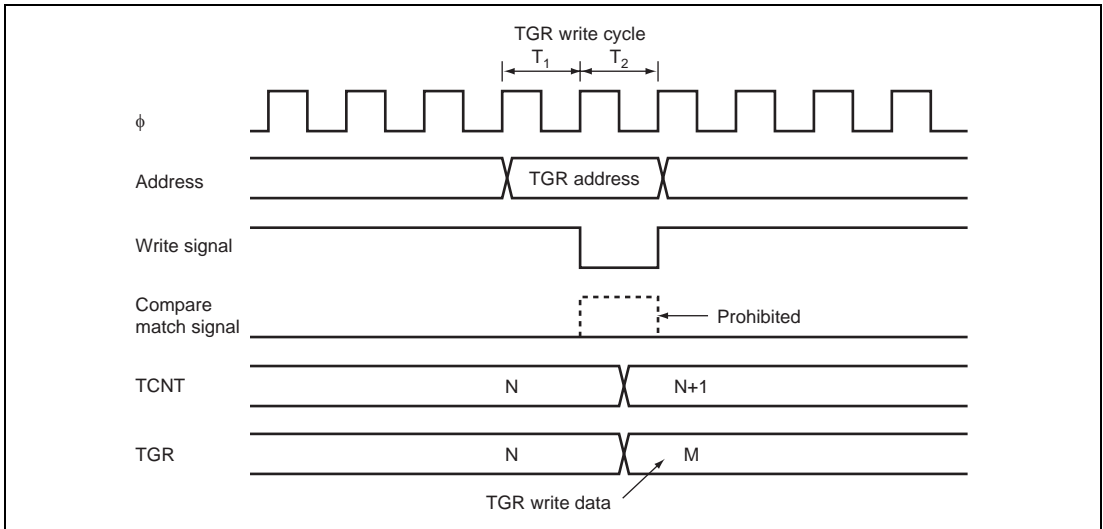 TGR write cycle
T1 T2
ϕ
Address
TGR address
Write signal
Compare
match signal
Prohibited
TCNT
N
N+1
TGR
N
M
TGR write data